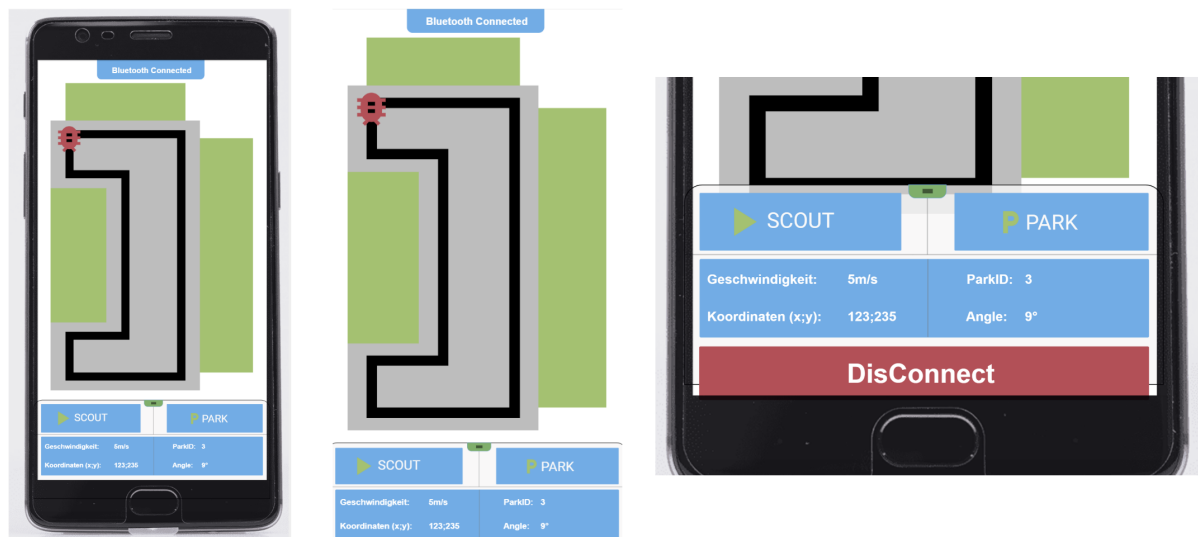 Bluetooth Connected
SCOUT
P PARK
Geschwindigkeit: 5m/s ParkID: 3
Koordinaten (x;y): 123;235 Angle: 9°
Bluetooth Connected
SCOUT
P PARK
Geschwindigkeit: 5m/s ParkID: 3
Koordinaten (x;y): 123;235 Angle: 9°
SCOUT
P PARK
Geschwindigkeit: 5m/s ParkID: 3
Koordinaten (x;y): 123;235 Angle: 9°
DisConnect